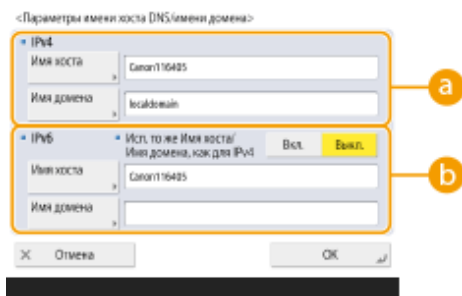 <Параметры имени хоста DNS/имени домена>
IPv4
Имя хоста
Canon116405
Имя домена
localdomain
a
IPv6
Исп. то же Имя хоста/
Имя домена, как для IPv4
Вкл.
Выкл.
Имя хоста
Canon116405
b
Имя домена
Отмена
OK